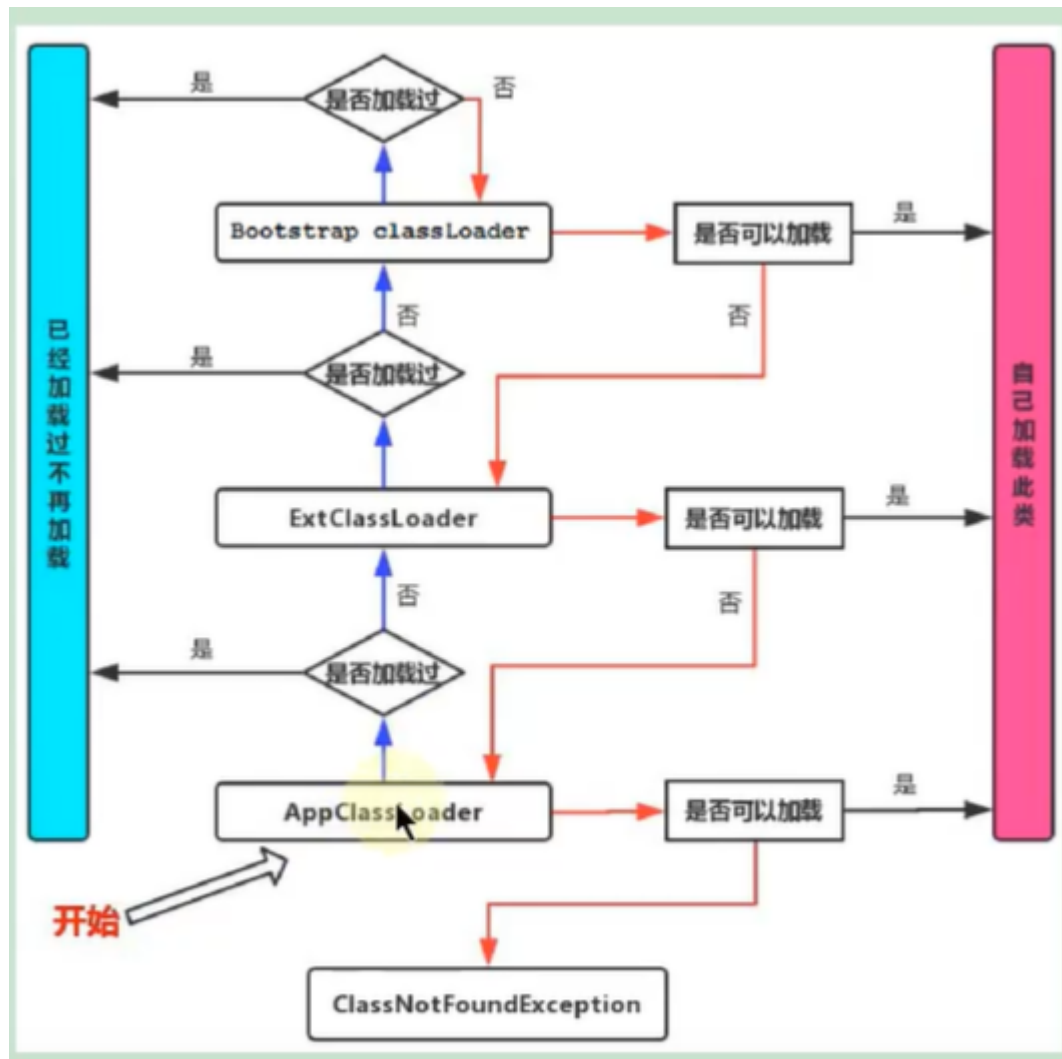 是
是否加载过
否
Bootstrap classLoader
是否可以加载
是
否
否
是
是否加载过
已经加载过不再加载
自己加载此类
ExtClassLoader
是否可以加载
是
否
否
是
是否加载过
AppClassLoader
是否可以加载
是
开始
ClassNotFoundException